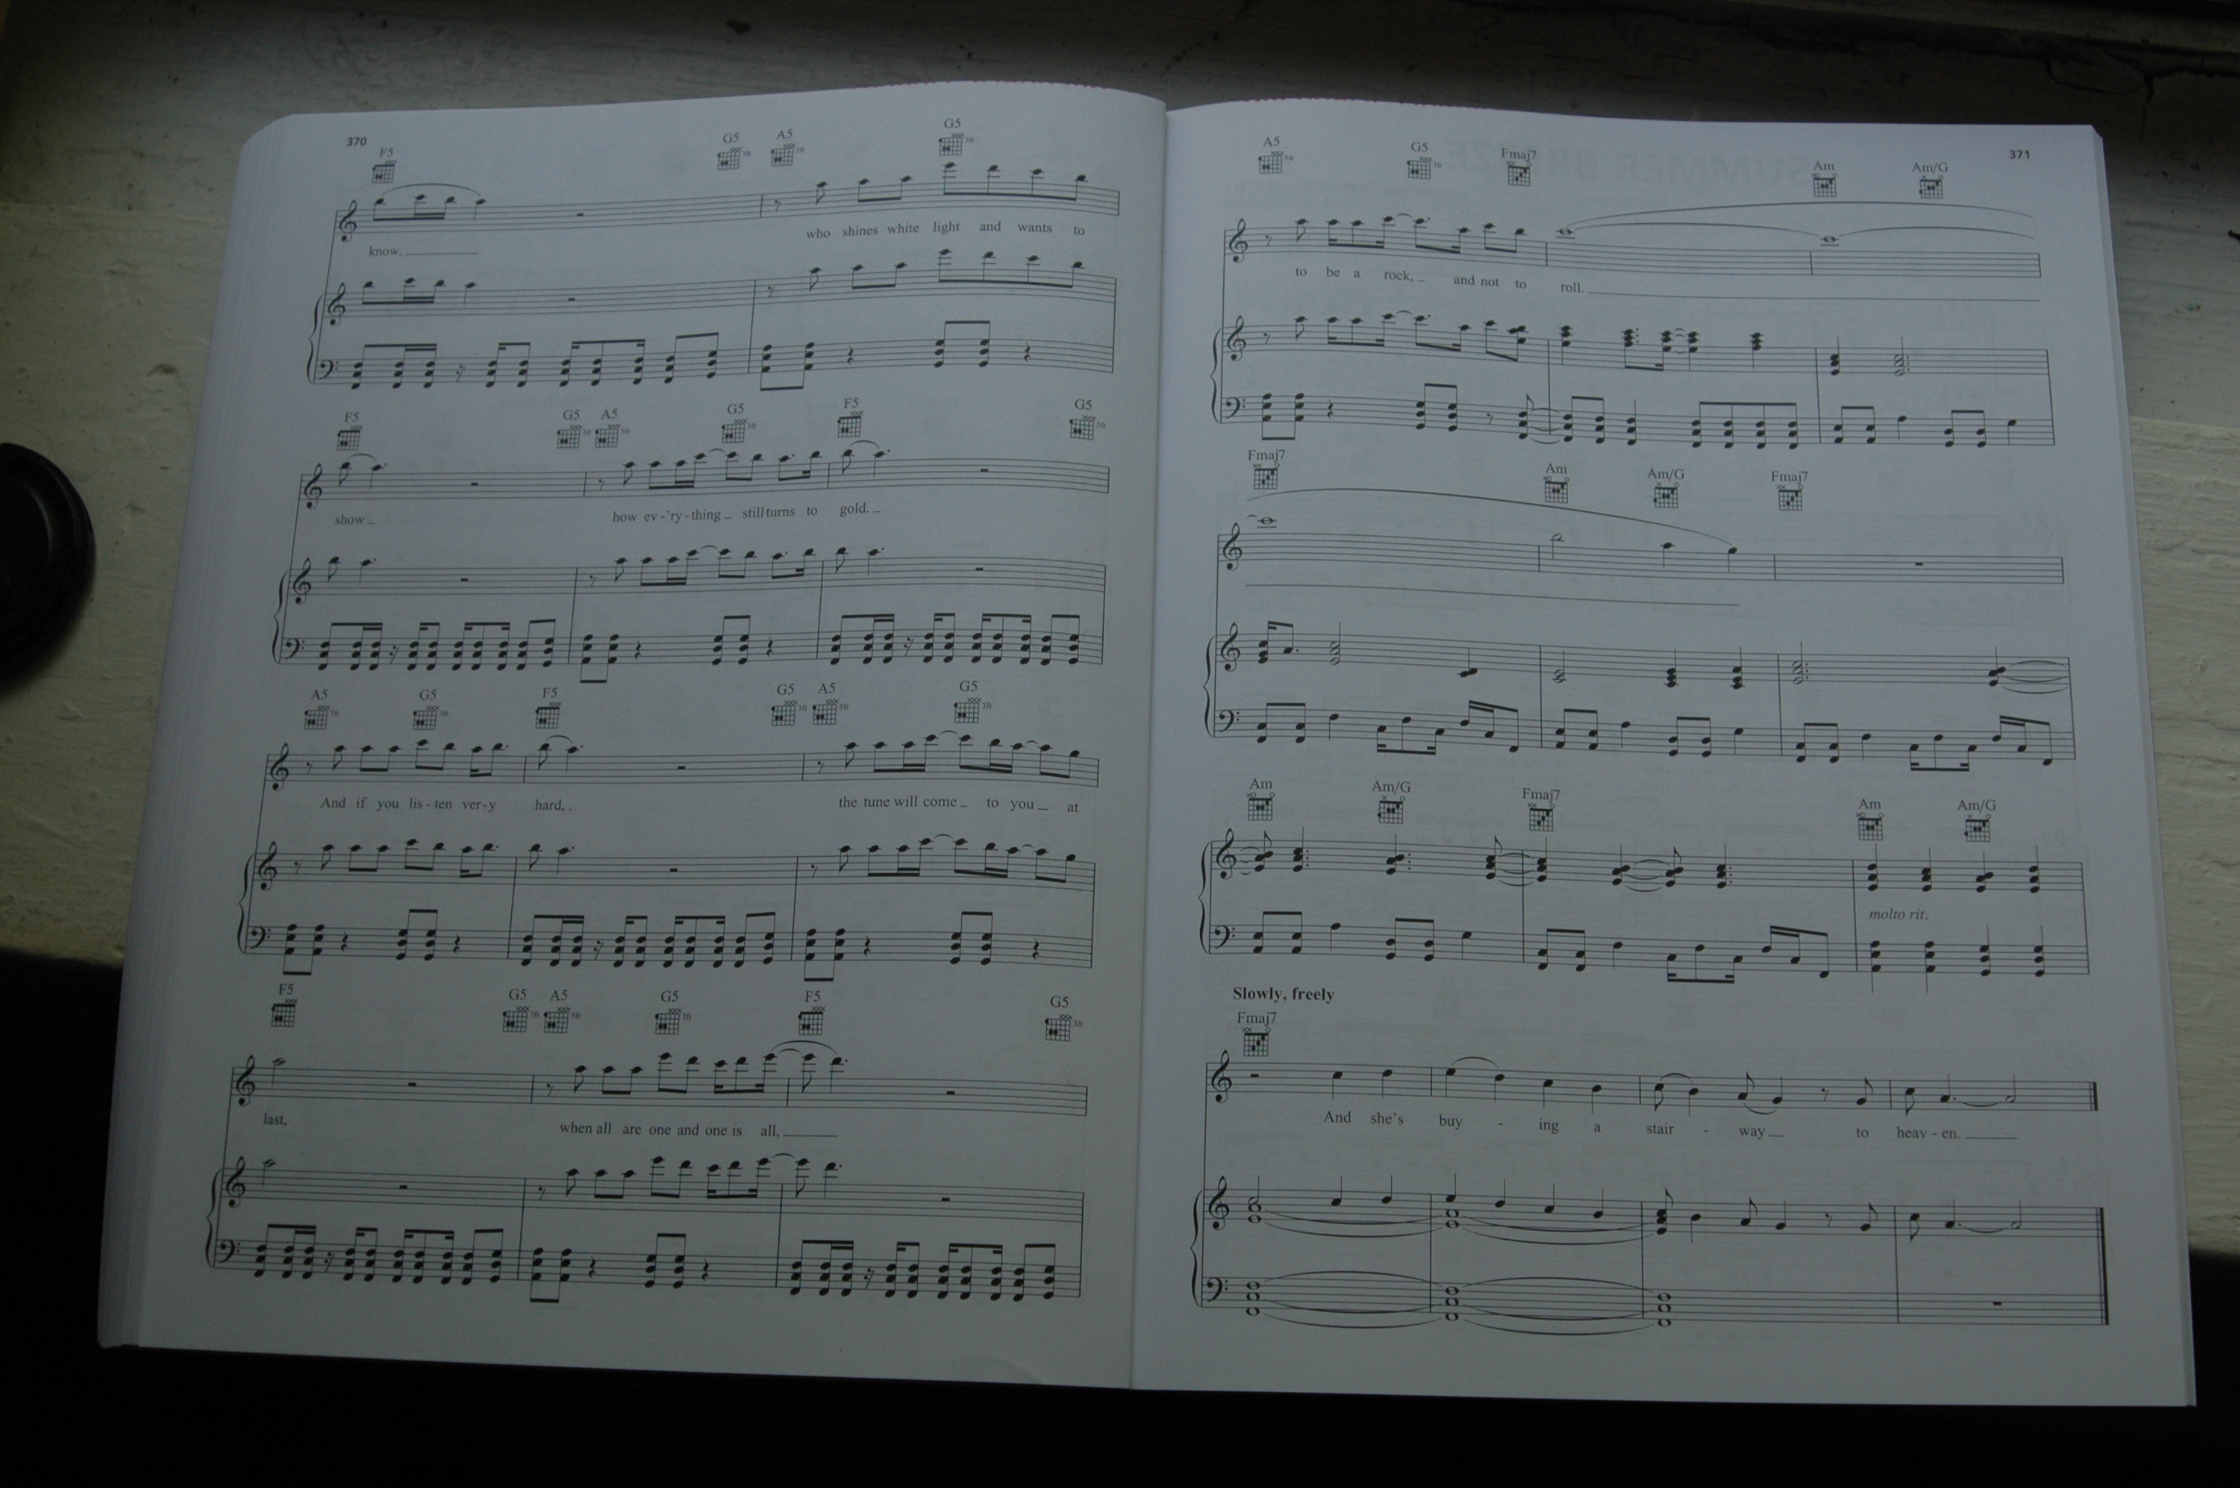 370
F5 G5 A5 G5
know, who shines white light and wants to
F5 G5 A5 G5 F5 G5
show how ev-'ry-thing still turns to gold.
A5 G5 F5 G5 A5 G5
And if you lis-ten ver-y hard, the tune will come to you at
F5 G5 A5 G5 F5 G5
last, when all are one and one is all,
371
A5 G5 Fmaj7 Am Am/G
to be a rock, and not to roll.
Fmaj7 Am Am/G Fmaj7
Am Am/G Fmaj7 Am Am/G
molto rit.
Slowly, freely
Fmaj7
And she's buy - ing a stair - way to heav-en.